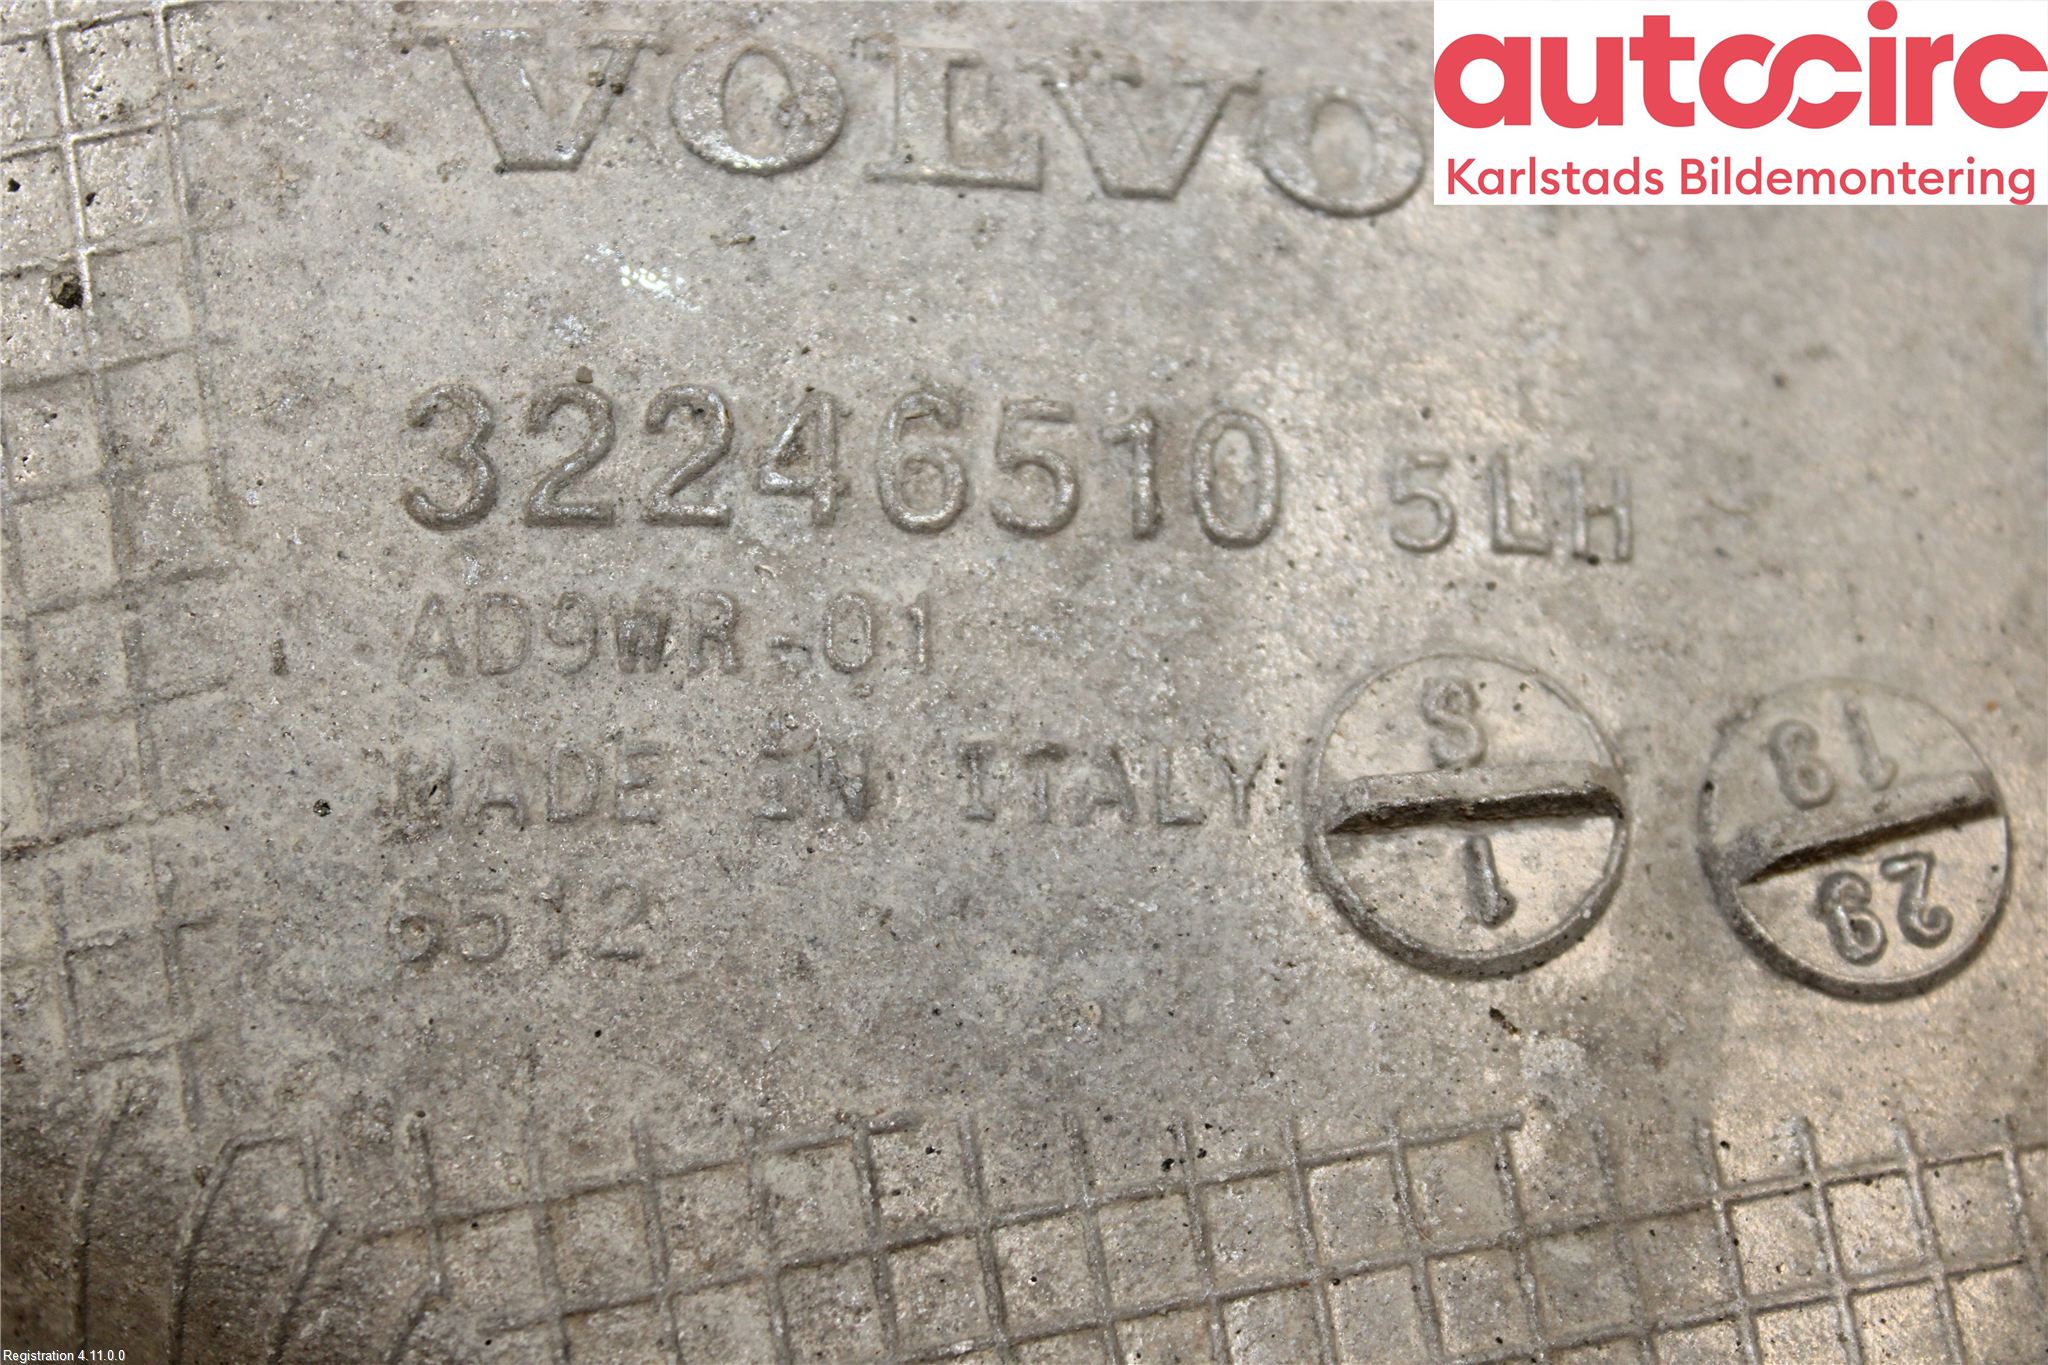 autocirc
Karlstads Bildemontering
VOLVO
32246510 5LH
AD9WR-01
MADE IN ITALY
6512
S
1
19
29
Registration 4.11.0.0